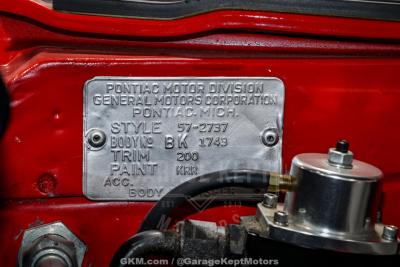 PONTIAC MOTOR DIVISION
GENERAL MOTORS CORPORATION
PONTIAC, MICH.
STYLE 57-2737
BODY No BK 1743
TRIM 200
PAINT KRR
ACC.
BODY
GKM.com // @GarageKeptMotors